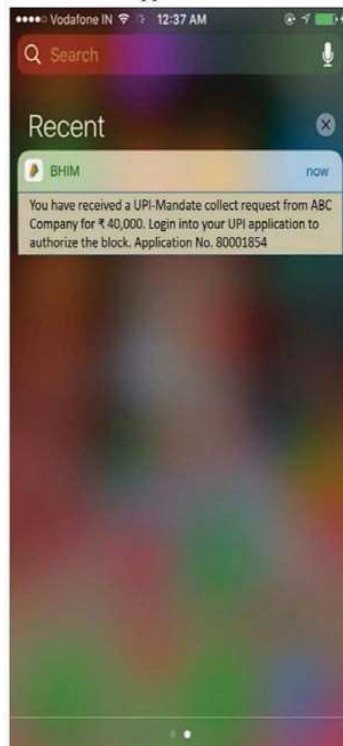 Vodafone IN 12:37 AM
Search
Recent
BHIM now
You have received a UPI-Mandate collect request from ABC
Company for ₹ 40,000. Login into your UPI application to
authorize the block. Application No. 80001854